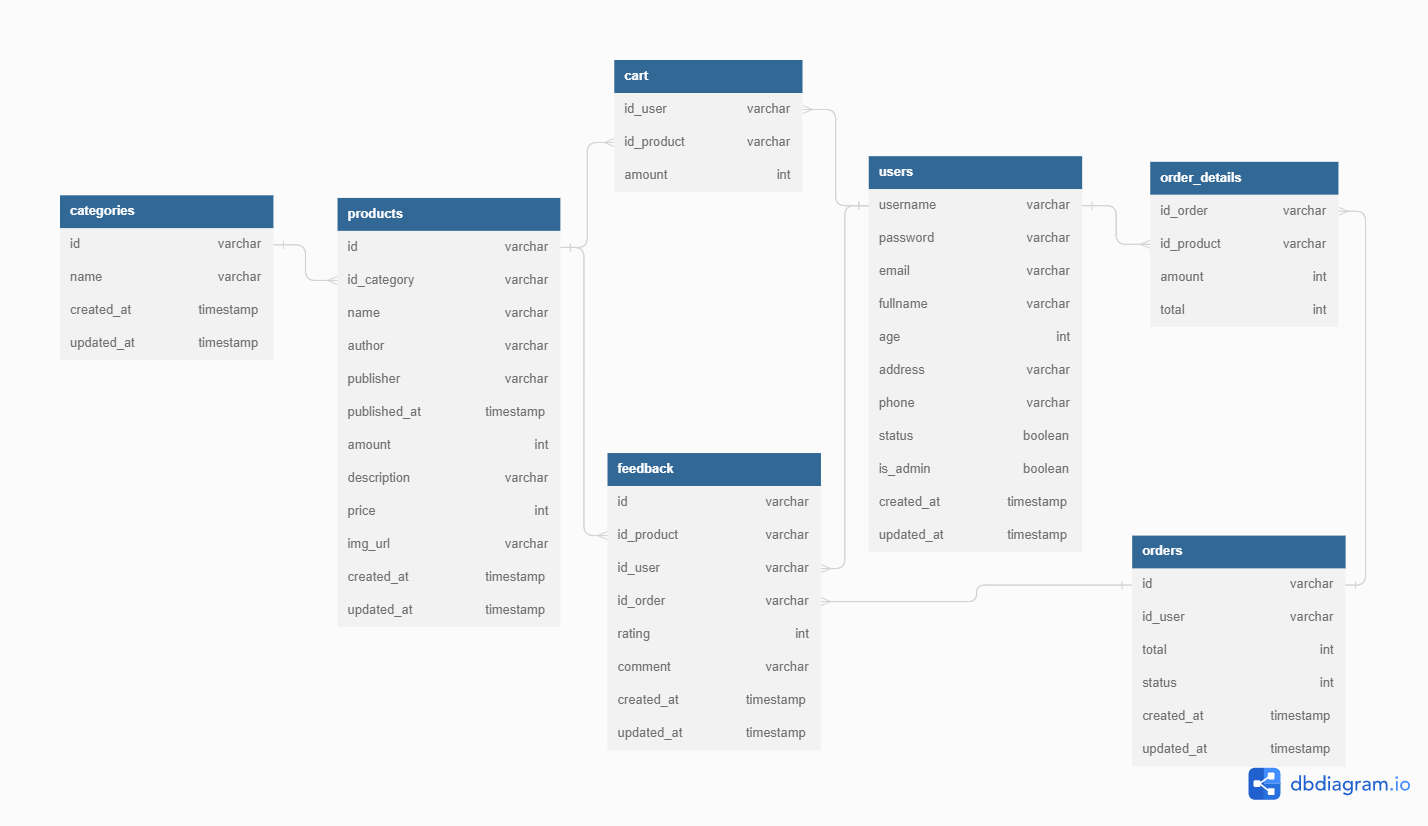 categories
id varchar
name varchar
created_at timestamp
updated_at timestamp
products
id varchar
id_category varchar
name varchar
author varchar
publisher varchar
published_at timestamp
amount int
description varchar
price int
img_url varchar
created_at timestamp
updated_at timestamp
cart
id_user varchar
id_product varchar
amount int
feedback
id varchar
id_product varchar
id_user varchar
id_order varchar
rating int
comment varchar
created_at timestamp
updated_at timestamp
users
username varchar
password varchar
email varchar
fullname varchar
age int
address varchar
phone varchar
status boolean
is_admin boolean
created_at timestamp
updated_at timestamp
order_details
id_order varchar
id_product varchar
amount int
total int
orders
id varchar
id_user varchar
total int
status int
created_at timestamp
updated_at timestamp
dbdiagram.io